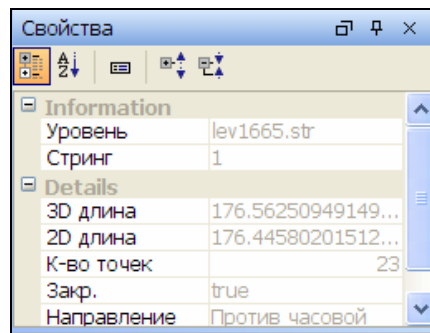 Свойства
Information
Уровень lev1665.str
Стринг 1
Details
3D длина 176.56250949149...
2D длина 176.44580201512...
К-во точек 23
Закр. true
Направление Против часовой